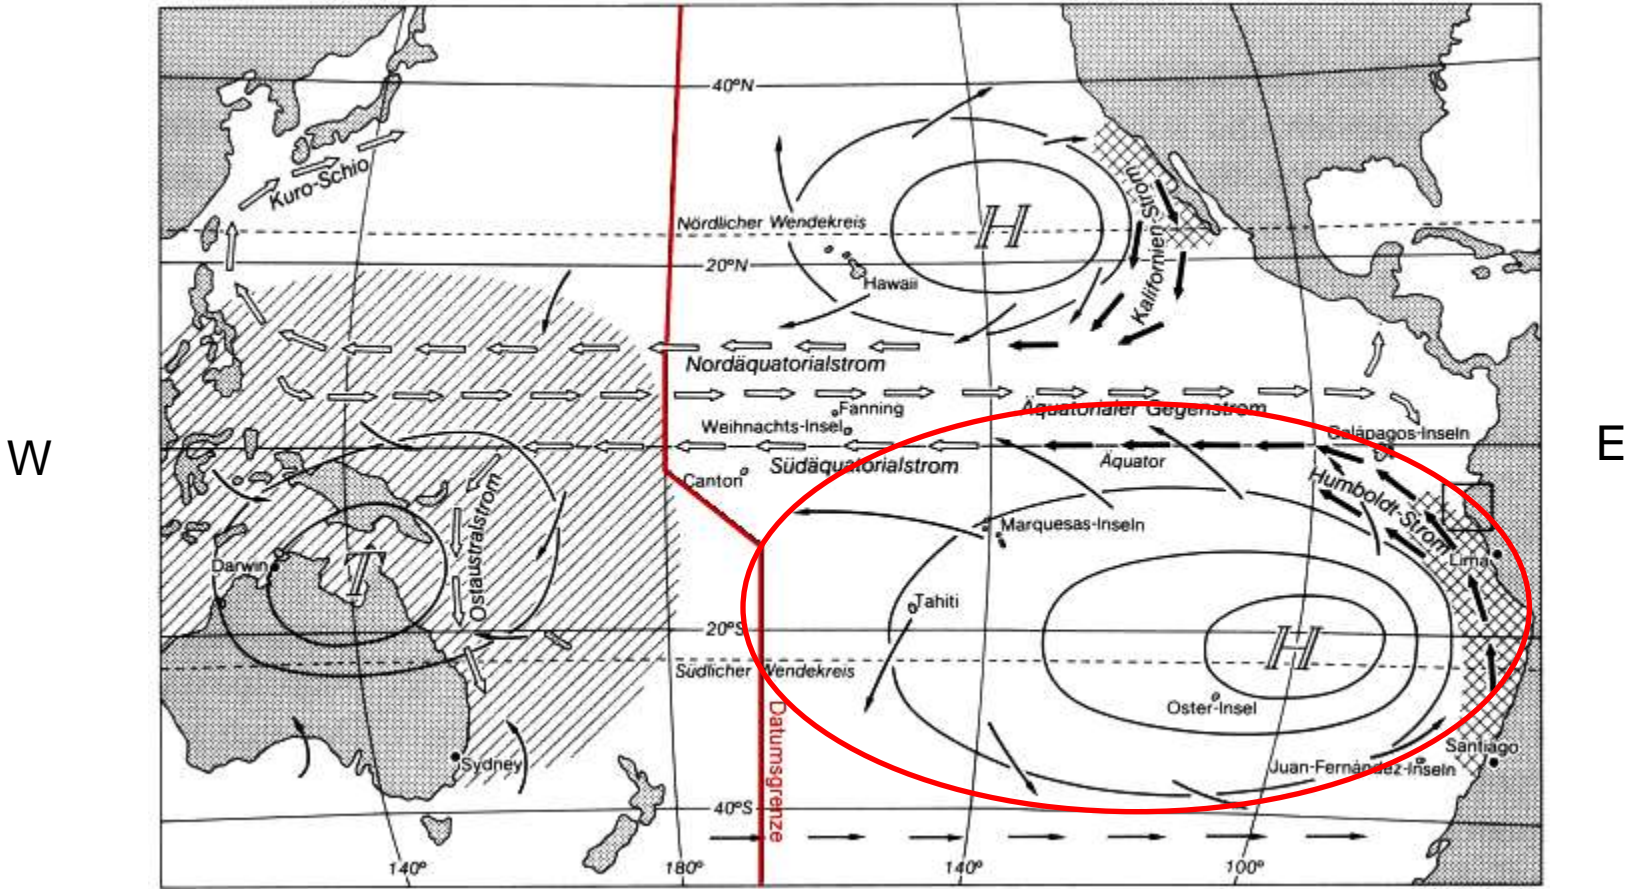 40°N
Kuro-Schio
Kalifornien-Strom
Nördlicher Wendekreis
H
20°N
Hawaii
Nordäquatorialstrom
Fanning
Äquatorialer Gegenstrom
Weihnachts-Insel
Galápagos-Inseln
W
E
Südäquatorialstrom
Äquator
Canton
Humboldt-Strom
Ostaustralstrom
Marquesas-Inseln
Darwin
T
Lima
Tahiti
20°S
H
Südlicher Wendekreis
Oster-Insel
Datumsgrenze
Santiago
Sydney
Juan-Fernández-Inseln
40°S
140°
180°
140°
100°